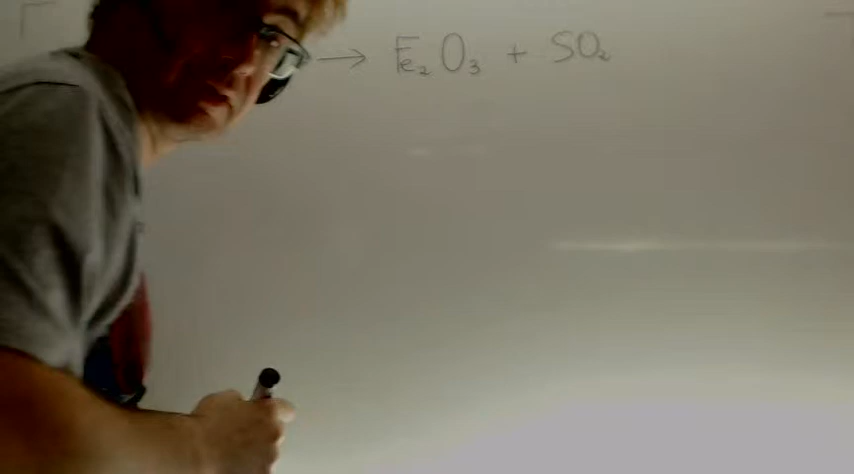 → Fe₂O₃ + SO₂